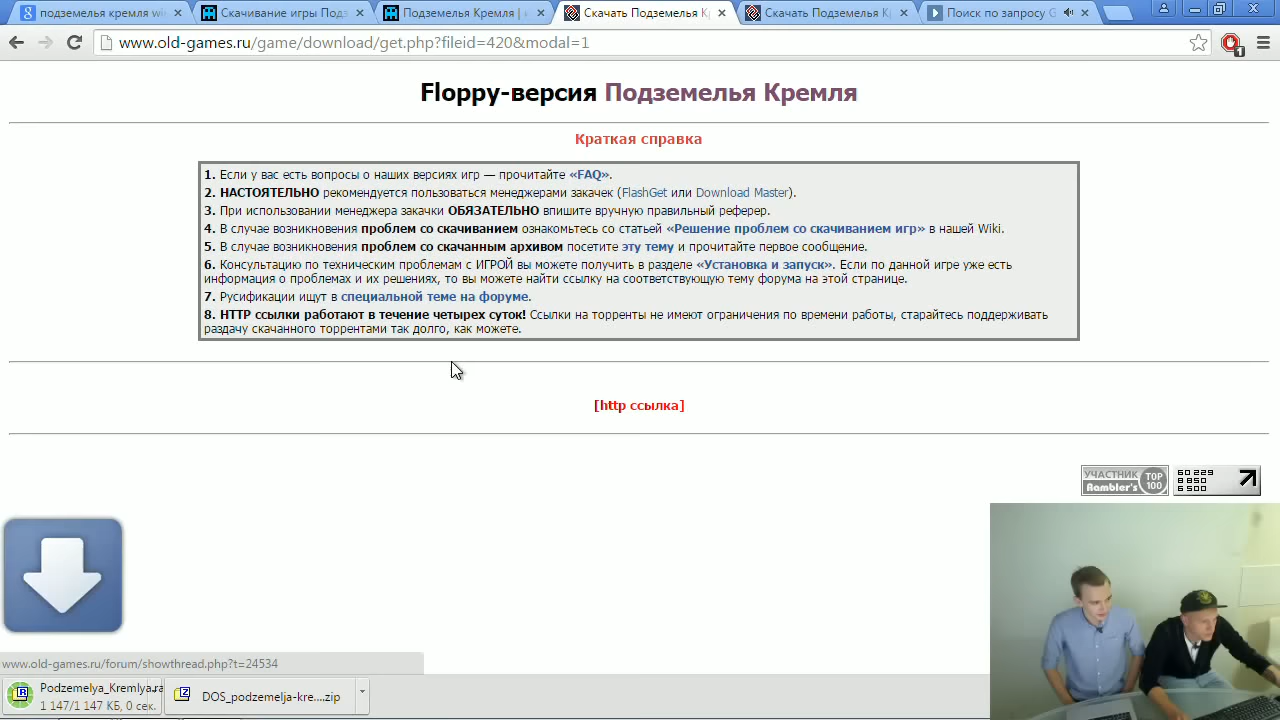 подземелья кремля wi
Скачивание игры Подз
Подземелья Кремля | к
Скачать Подземелья Кр
Скачать Подземелья К
Поиск по запросу G
www.old-games.ru/game/download/get.php?fileid=420&modal=1
1
Floppy-версия Подземелья Кремля
Краткая справка
1. Если у вас есть вопросы о наших версиях игр — прочитайте «FAQ».
2. НАСТОЯТЕЛЬНО рекомендуется пользоваться менеджерами закачек (FlashGet или Download Master).
3. При использовании менеджера закачки ОБЯЗАТЕЛЬНО впишите вручную правильный реферер.
4. В случае возникновения проблем со скачиванием ознакомьтесь со статьей «Решение проблем со скачиванием игр» в нашей Wiki.
5. В случае возникновения проблем со скачанным архивом посетите эту тему и прочитайте первое сообщение.
6. Консультацию по техническим проблемам с ИГРОЙ вы можете получить в разделе «Установка и запуск». Если по данной игре уже есть
информация о проблемах и их решениях, то вы можете найти ссылку на соответствующую тему форума на этой странице.
7. Русификации ищут в специальной теме на форуме.
8. HTTP ссылки работают в течение четырех суток! Ссылки на торренты не имеют ограничения по времени работы, старайтесь поддерживать
раздачу скачанного торрентами так долго, как можете.
[http ссылка]
УЧАСТНИК
Rambler's
TOP
100
60 229
8 850
6 500
www.old-games.ru/forum/showthread.php?t=24534
Podzemelya_Kremlya.ra
1 147/1 147 КБ, 0 сек.
DOS_podzemelja-kre....zip